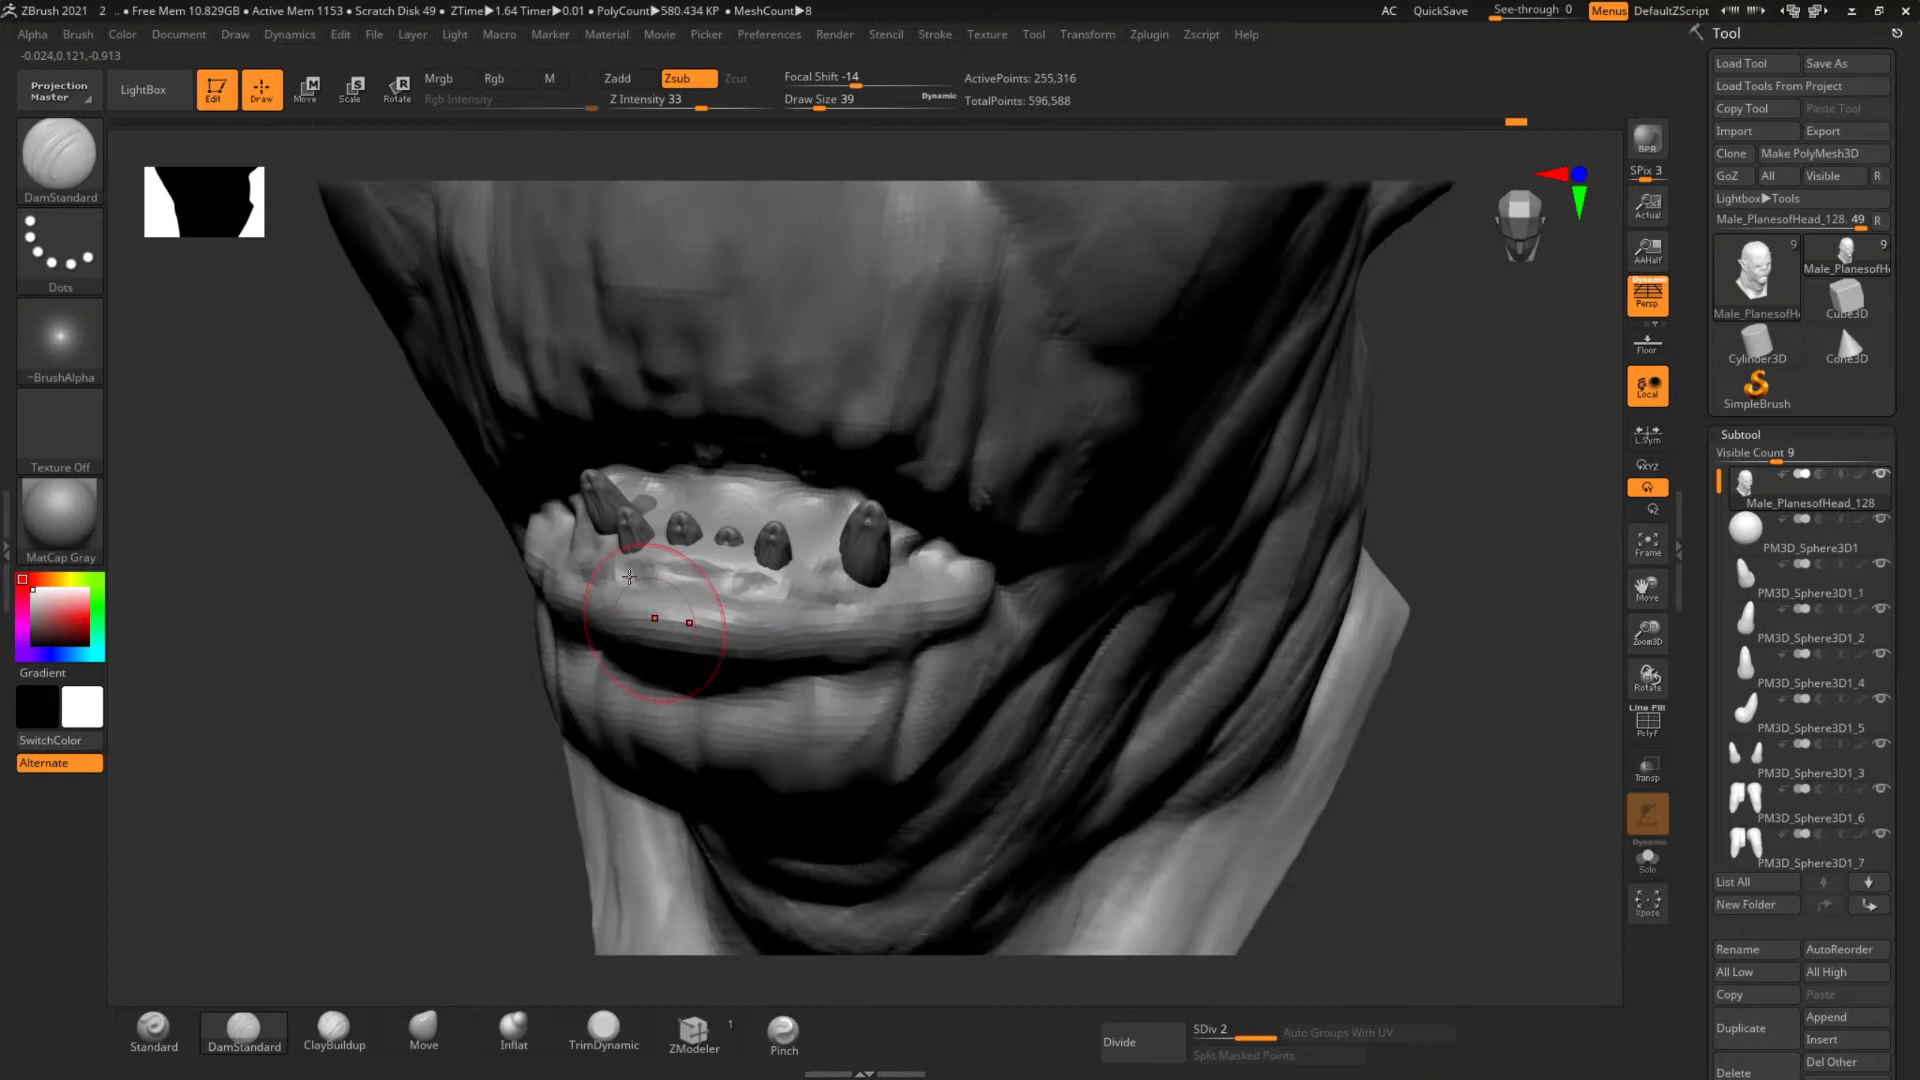 ZBrush 2021 2 .. • Free Mem 10.829GB • Active Mem 1153 • Scratch Disk 49 • ZTime▶1.64 Timer▶0.01 • PolyCount▶580.434 KP • MeshCount▶8
AC QuickSave See-through 0 Menus DefaultZScript
Alpha Brush Color Document Draw Dynamics Edit File Layer Light Macro Marker Material Movie Picker Preferences Render Stencil Stroke Texture Tool Transform Zplugin Zscript Help
-0.024,0.121,-0.913
Projection Master
LightBox
Edit
Draw
Move
Scale
Rotate
Mrgb Rgb M
Rgb Intensity
Zadd Zsub Zcut
Z Intensity 33
Focal Shift -14
Draw Size 39 Dynamic
ActivePoints: 255,316
TotalPoints: 596,588
DamStandard
Dots
~BrushAlpha
Texture Off
MatCap Gray
Gradient
SwitchColor
Alternate
BPR
SPix 3
Actual
AAHalf
Dynamic
Persp
Floor
Local
L.Sym
XYZ
Y
Z
Frame
Move
Zoom3D
Rotate
Line Fill
PolyF
Transp
Dynamic
Solo
Xpose
Tool
Load Tool Save As
Load Tools From Project
Copy Tool Paste Tool
Import Export
Clone Make PolyMesh3D
GoZ All Visible R
Lightbox▶Tools
Male_PlanesofHead_128. 49 R
9
9
Male_PlanesofH
Male_PlanesofH
Cube3D
Cylinder3D
Cone3D
SimpleBrush
Subtool
Visible Count 9
Male_PlanesofHead_128
PM3D_Sphere3D1
PM3D_Sphere3D1_1
PM3D_Sphere3D1_2
PM3D_Sphere3D1_4
PM3D_Sphere3D1_5
PM3D_Sphere3D1_3
PM3D_Sphere3D1_6
PM3D_Sphere3D1_7
List All
New Folder
Rename AutoReorder
All Low All High
Copy Paste
Duplicate Append
Insert
Delete Del Other
Standard
DamStandard
ClayBuildup
Move
Inflat
TrimDynamic
ZModeler
1
Pinch
Divide
SDiv 2
Auto Groups With UV
Split Masked Points